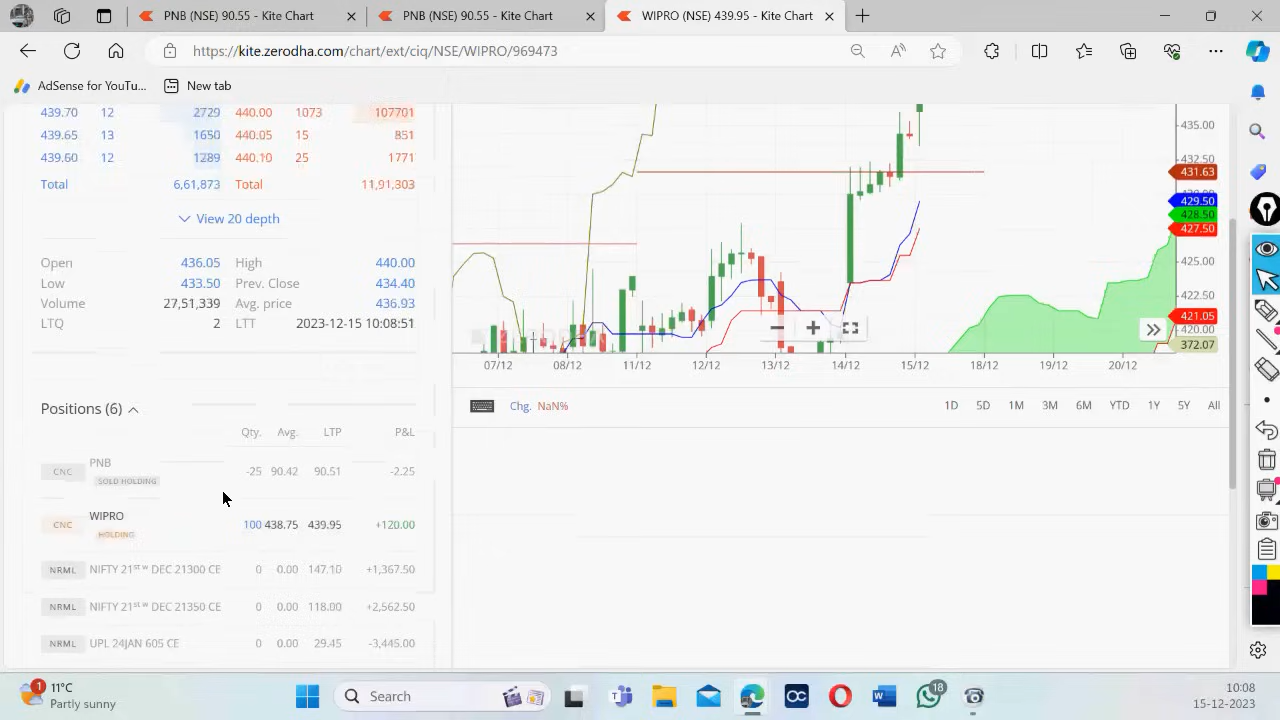 PNB (NSE) 90.55 - Kite Chart
PNB (NSE) 90.55 - Kite Chart
WIPRO (NSE) 439.95 - Kite Chart
https://kite.zerodha.com/chart/ext/ciq/NSE/WIPRO/969473
AdSense for YouTu...
New tab
439.70 12 2729 440.00 1073 107701
439.65 13 1650 440.05 15 851
439.60 12 1289 440.10 25 1771
Total 6,61,873 Total 11,91,303
View 20 depth
Open 436.05 High 440.00
Low 433.50 Prev. Close 434.40
Volume 27,51,339 Avg. price 436.93
LTQ 2 LTT 2023-12-15 10:08:51
Positions (6)
Qty. Avg. LTP P&L
CNC PNB -25 90.42 90.51 -2.25
SOLD HOLDING
CNC WIPRO 100 438.75 439.95 +120.00
HOLDING
NRML NIFTY 21st w DEC 21300 CE 0 0.00 147.10 +1,367.50
NRML NIFTY 21st w DEC 21350 CE 0 0.00 118.00 +2,562.50
NRML UPL 24JAN 605 CE 0 0.00 29.45 -3,445.00
435.00
432.50
431.63
429.50
428.50
427.50
425.00
422.50
421.05
420.00
372.07
07/12 08/12 11/12 12/12 13/12 14/12 15/12 18/12 19/12 20/12
Chg. NaN%
1D 5D 1M 3M 6M YTD 1Y 5Y All
1
11°C
Partly sunny
Search
18
10:08
15-12-2023